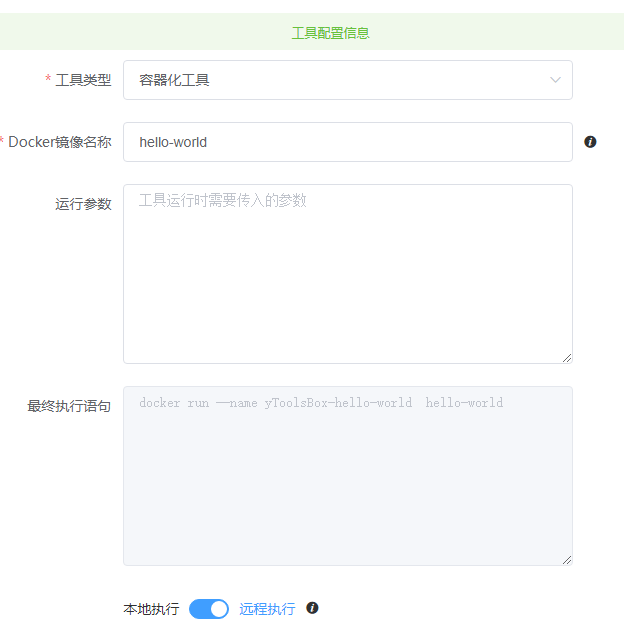 工具配置信息
* 工具类型 容器化工具
* Docker镜像名称 hello-world
运行参数 工具运行时需要传入的参数
最终执行语句 docker run --name yToolsBox-hello-world  hello-world
本地执行 远程执行